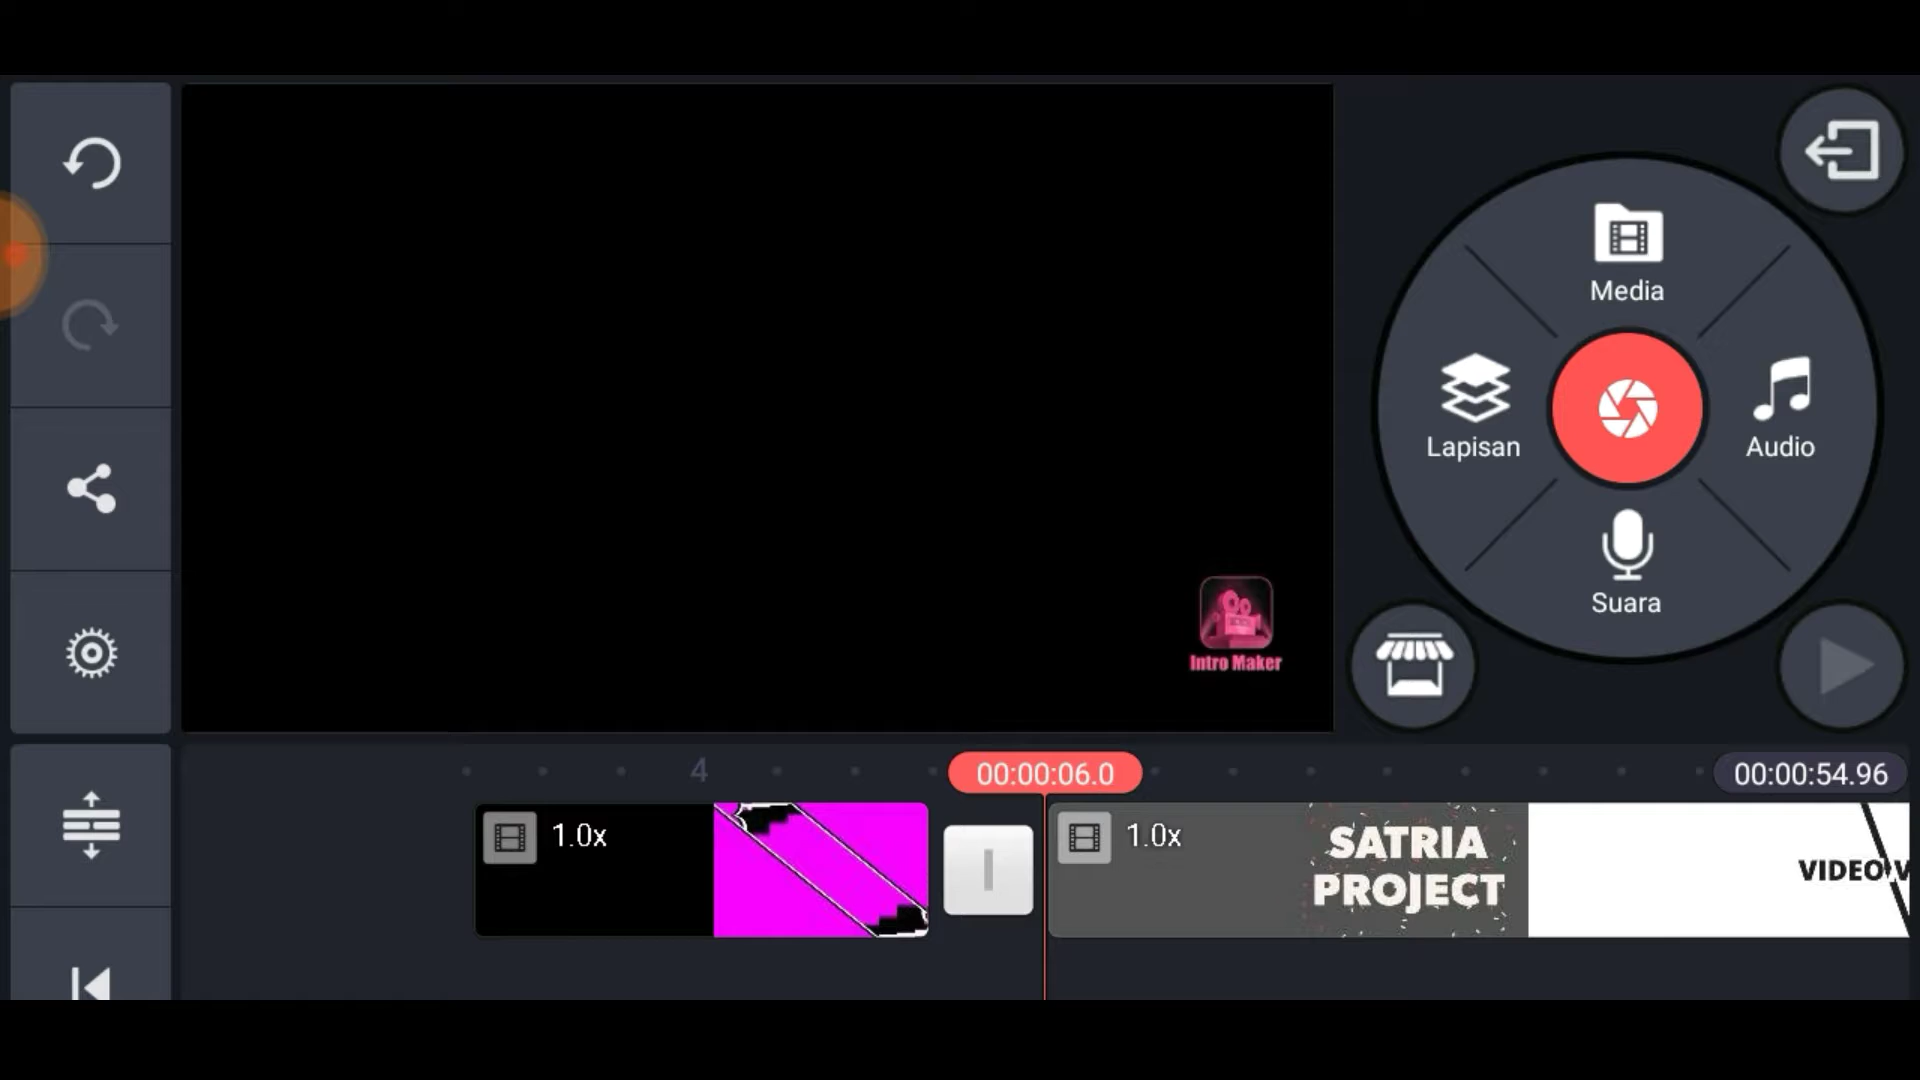 Media
Lapisan
Audio
Suara
Intro Maker
4
00:00:06.0
00:00:54.96
1.0x
1.0x
SATRIA
PROJECT
VIDEO V